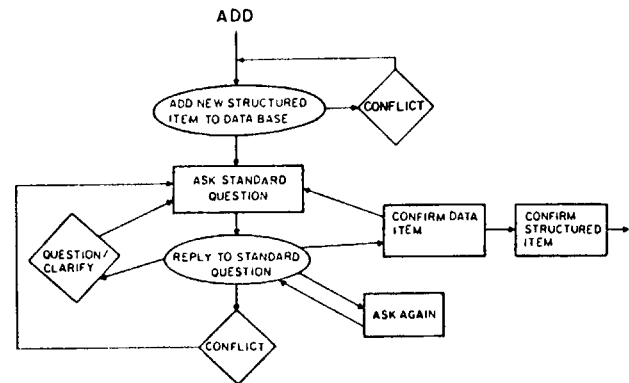 ADD
ADD NEW STRUCTURED
ITEM TO DATA BASE
CONFLICT
ASK STANDARD
QUESTION
QUESTION/
CLARIFY
REPLY TO STANDARD
QUESTION
CONFIRM DATA
ITEM
CONFIRM
STRUCTURED
ITEM
ASK AGAIN
CONFLICT